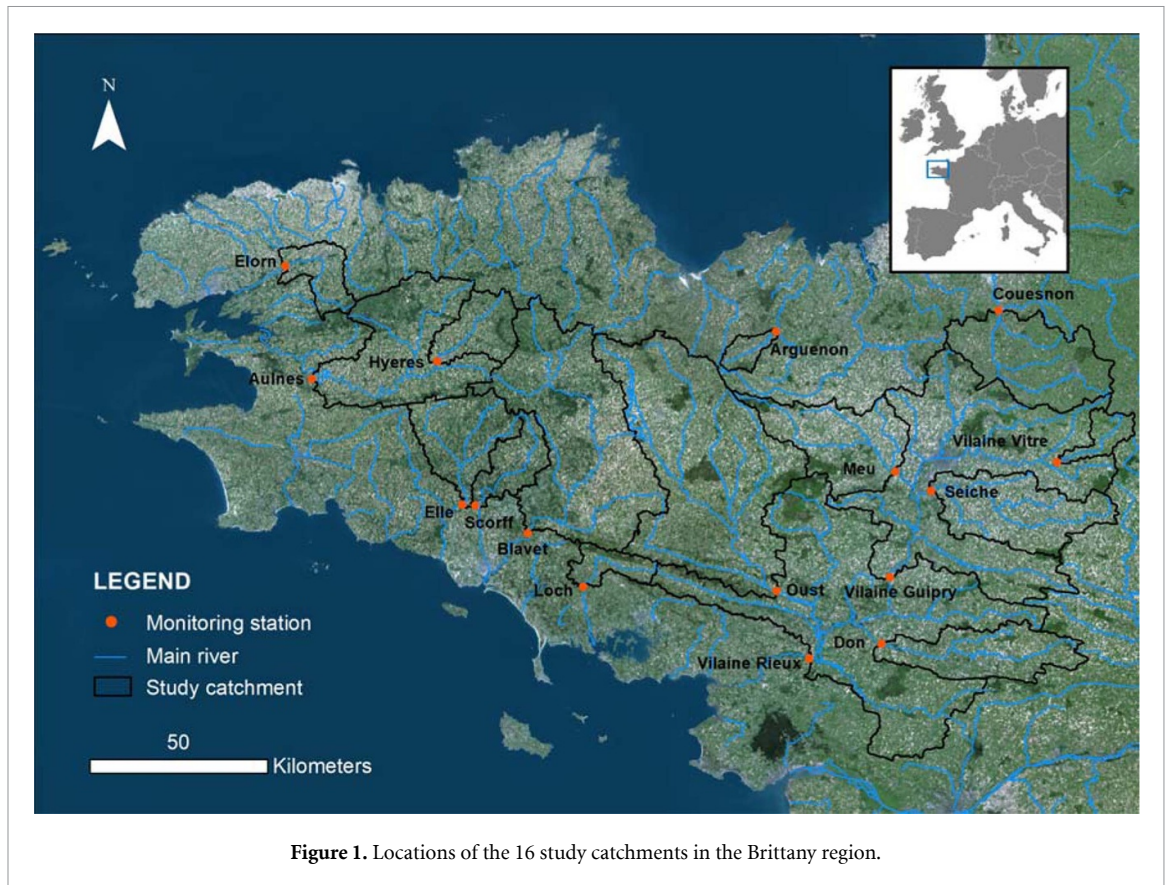 N
Elorn
Couesnon
Arguenon
Hyeres
Aulnes
Vilaine Vitre
Meu
Seiche
Elle
Scorff
Blavet
Loch
Oust
Vilaine Guipry
Don
Vilaine Rieux
LEGEND
Monitoring station
Main river
Study catchment
50
Kilometers
Figure 1. Locations of the 16 study catchments in the Brittany region.